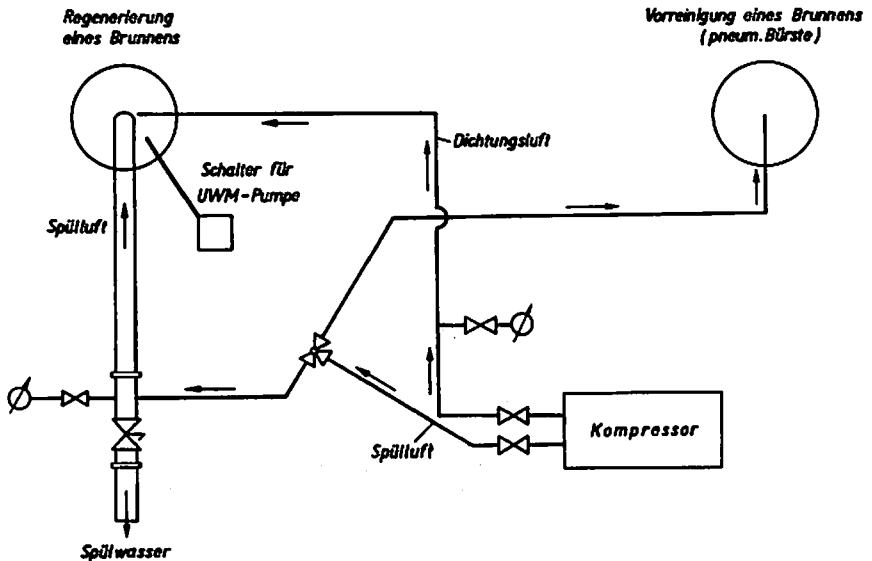 Regenerierung
eines Brunnens
Vorreinigung eines Brunnens
(pneum. Bürste)
Dichtungsluft
Schalter für
UWM-Pumpe
Spülluft
Kompressor
Spülluft
Spülwasser